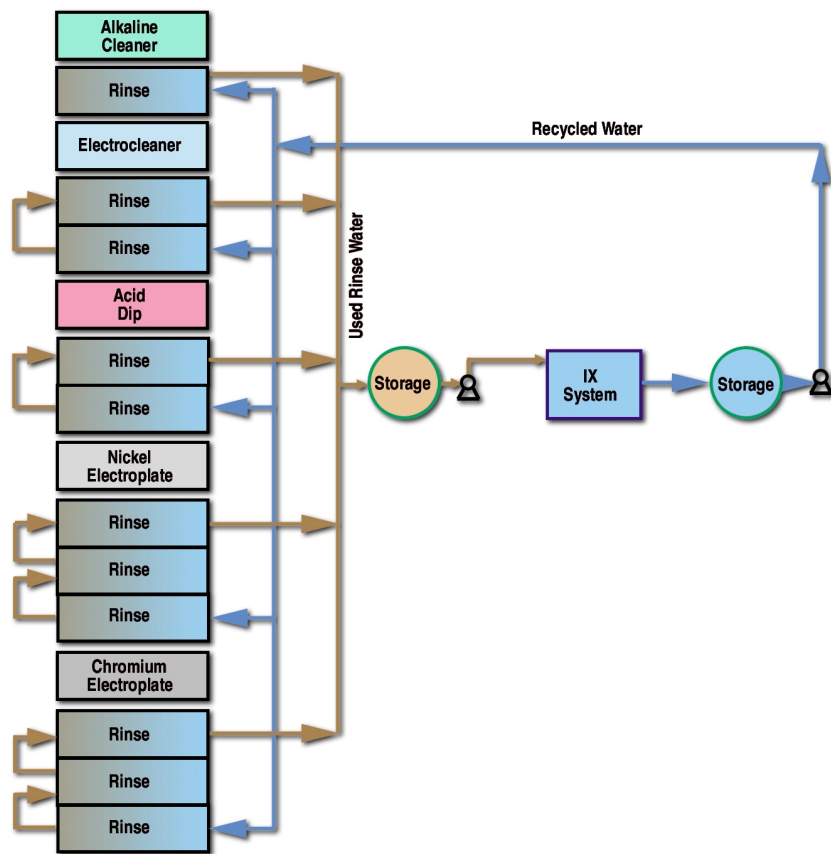 Alkaline
Cleaner
Rinse
Electrocleaner
Rinse
Rinse
Acid
Dip
Rinse
Rinse
Nickel
Electroplate
Rinse
Rinse
Rinse
Chromium
Electroplate
Rinse
Rinse
Rinse
Used Rinse Water
Storage
IX
System
Storage
Recycled Water